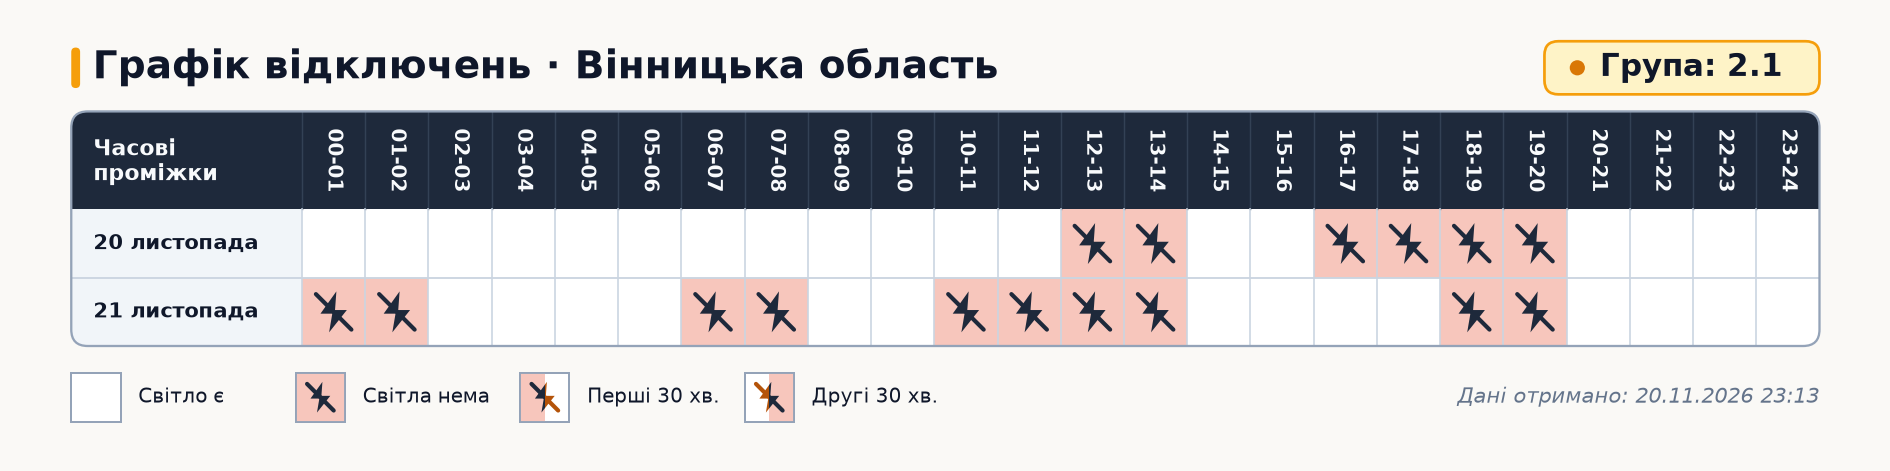 Графік відключень · Вінницька область
Група: 2.1
Часові
проміжки
00-01 01-02 02-03 03-04 04-05 05-06 06-07 07-08 08-09 09-10 10-11 11-12 12-13 13-14 14-15 15-16 16-17 17-18 18-19 19-20 20-21 21-22 22-23 23-24
20 листопада
21 листопада
Світло є Світла нема Перші 30 хв. Другі 30 хв. Дані отримано: 20.11.2026 23:13